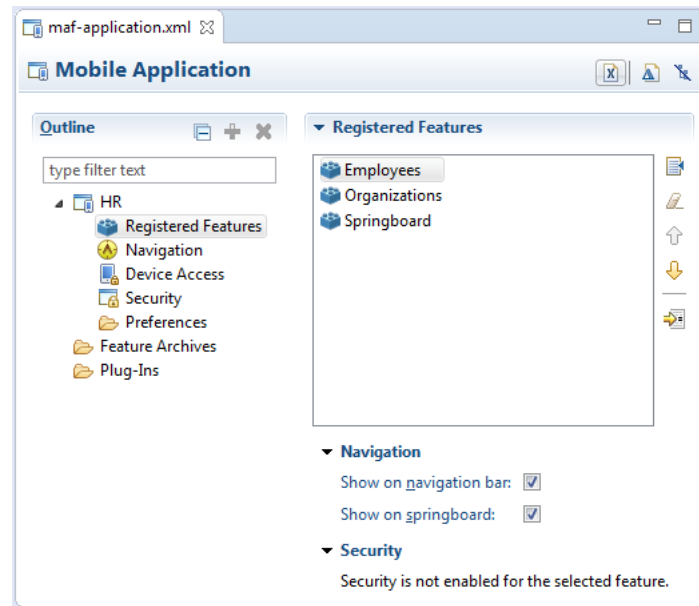 maf-application.xml
Mobile Application
Outline
type filter text
HR
Registered Features
Navigation
Device Access
Security
Preferences
Feature Archives
Plug-Ins
Registered Features
Employees
Organizations
Springboard
Navigation
Show on navigation bar:
Show on springboard:
Security
Security is not enabled for the selected feature.